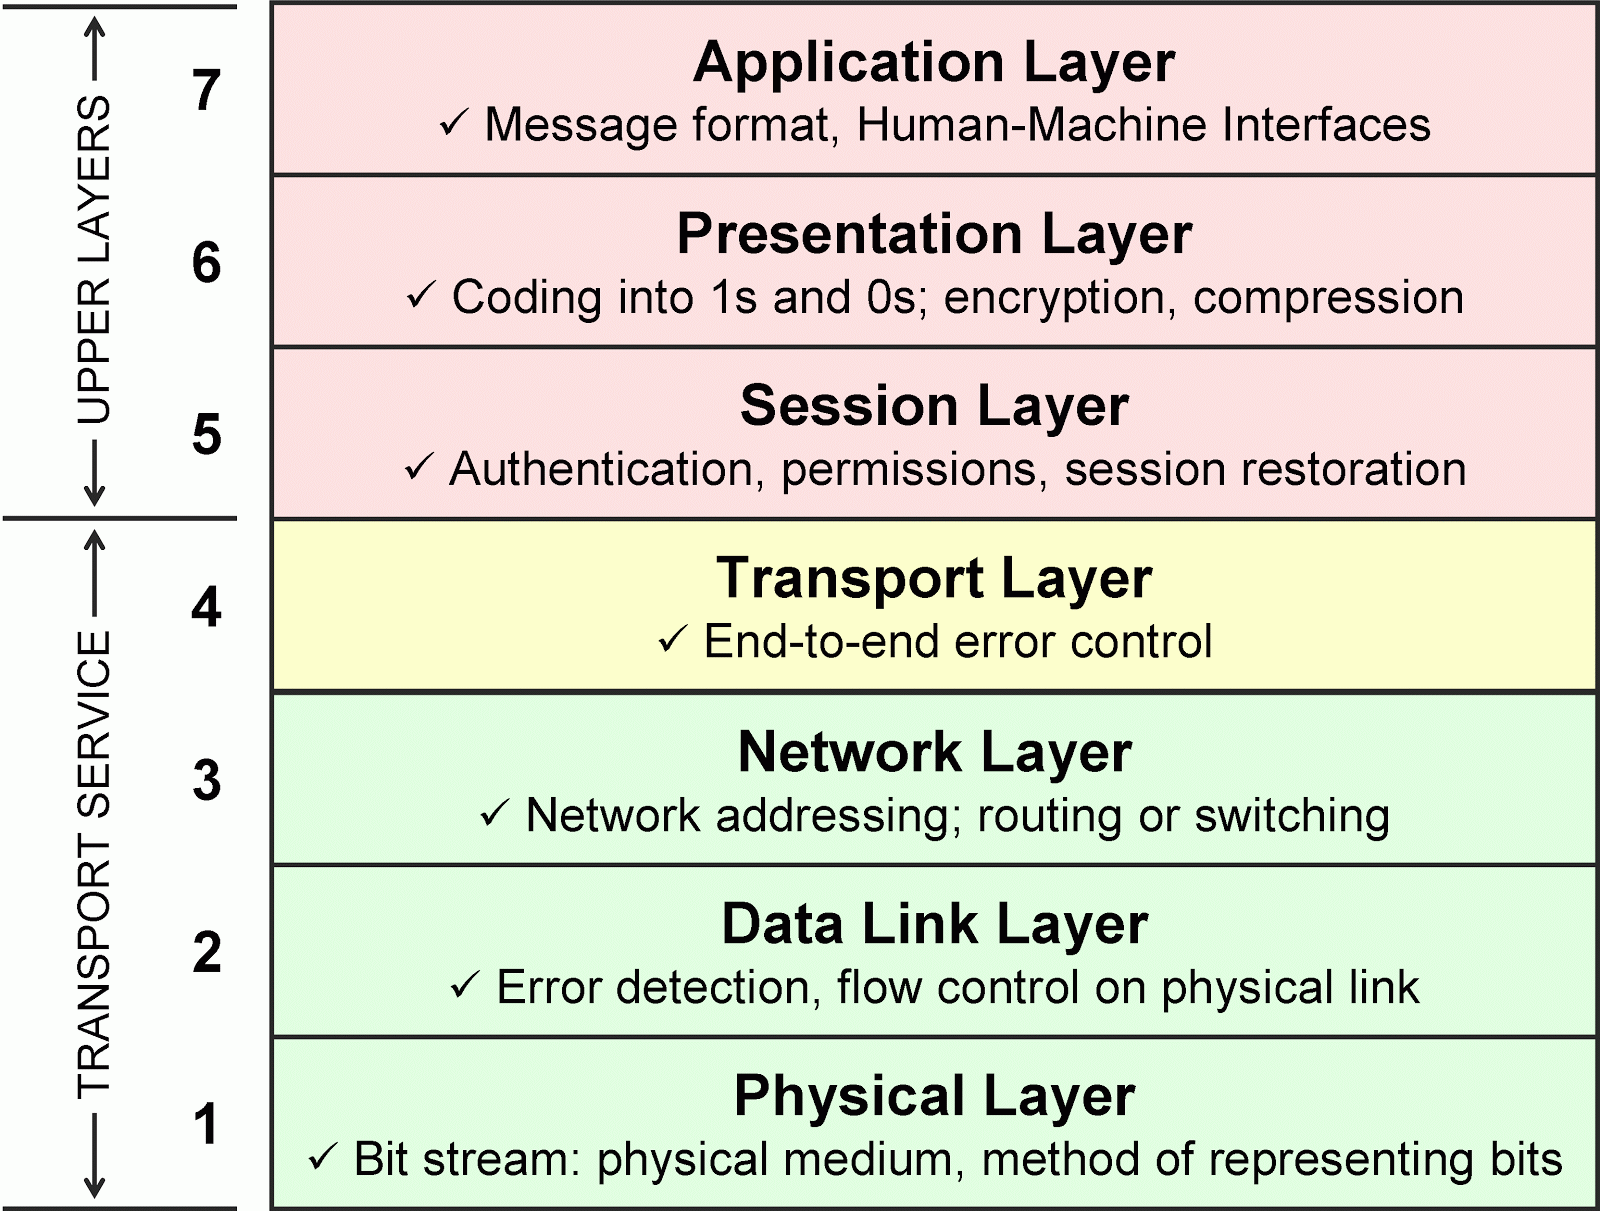 UPPER LAYERS
7
Application Layer
✓ Message format, Human-Machine Interfaces
6
Presentation Layer
✓ Coding into 1s and 0s; encryption, compression
5
Session Layer
✓ Authentication, permissions, session restoration
TRANSPORT SERVICE
4
Transport Layer
✓ End-to-end error control
3
Network Layer
✓ Network addressing; routing or switching
2
Data Link Layer
✓ Error detection, flow control on physical link
1
Physical Layer
✓ Bit stream: physical medium, method of representing bits